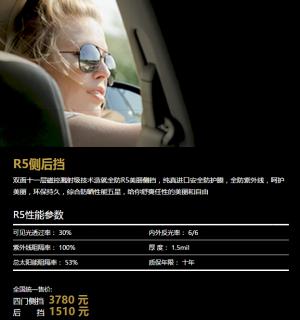 R5侧后挡
双面十一层磁控溅射吸技术造就全防R5美丽侧挡，纯真进口安全防护膜，全防紫外线，呵护
美丽，环保持久，综合防晒性能五星，给你舒爽任性的美丽和自由
R5性能参数
可见光透过率： 30%
内外反光率： 6/6
紫外线阻隔率： 100%
厚 度： 1.5mil
总太阳能阻隔率： 53%
质保年限： 十年
全国统一售价:
四门侧挡 3780 元
后 挡 1510 元